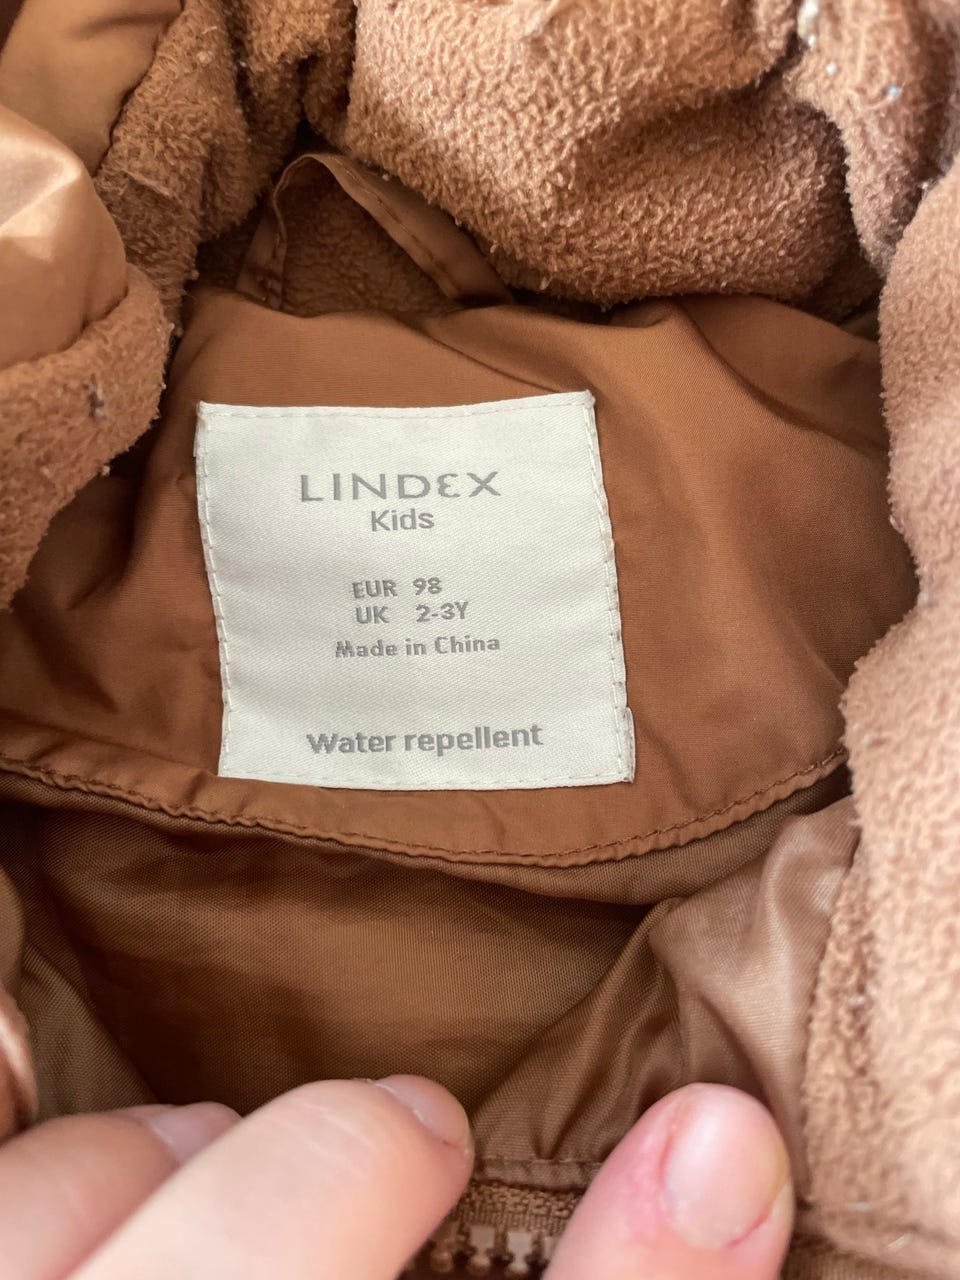 LINDEX
Kids
EUR 98
UK 2-3Y
Made in China
Water repellent